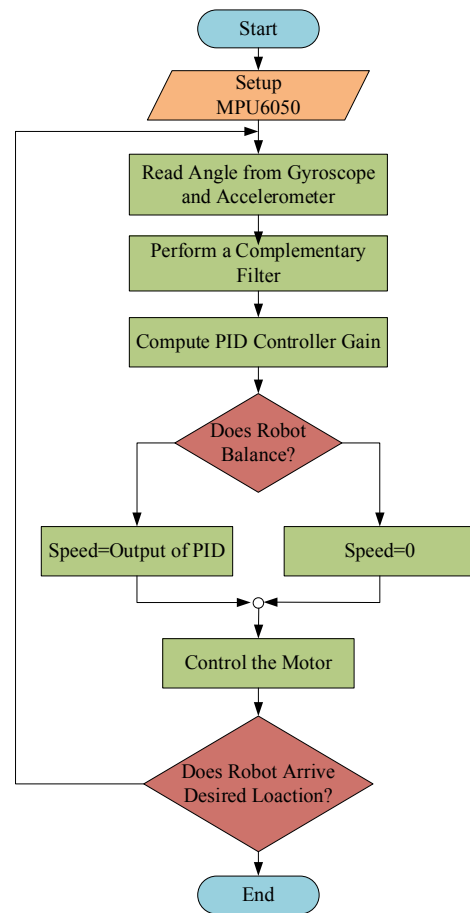 Start
Setup
MPU6050
Read Angle from Gyroscope
and Accelerometer
Perform a Complementary
Filter
Compute PID Controller Gain
Does Robot
Balance?
Speed=Output of PID
Speed=0
Control the Motor
Does Robot Arrive
Desired Loaction?
End